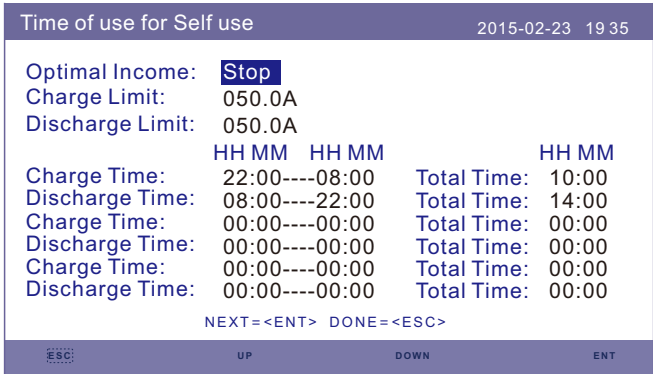 Time of use for Self use 2015-02-23 19 35
Optimal Income: Stop
Charge Limit: 050.0A
Discharge Limit: 050.0A
HH MM HH MM HH MM
Charge Time: 22:00----08:00 Total Time: 10:00
Discharge Time: 08:00----22:00 Total Time: 14:00
Charge Time: 00:00----00:00 Total Time: 00:00
Discharge Time: 00:00----00:00 Total Time: 00:00
Charge Time: 00:00----00:00 Total Time: 00:00
Discharge Time: 00:00----00:00 Total Time: 00:00
NEXT=<ENT> DONE=<ESC>
ESC UP DOWN ENT